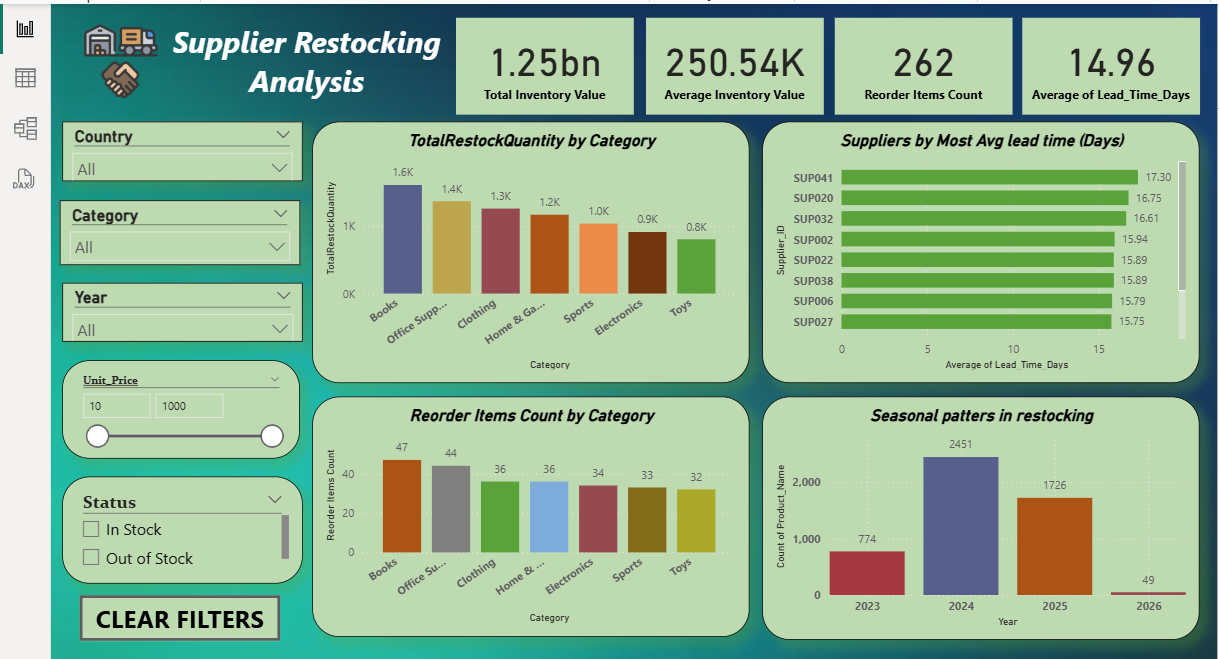 Supplier Restocking
Analysis
1.25bn
Total Inventory Value
250.54K
Average Inventory Value
262
Reorder Items Count
14.96
Average of Lead_Time_Days
DAX
Country
All
Category
All
Year
All
Unit_Price
10
1000
Status
In Stock
Out of Stock
CLEAR FILTERS
TotalRestockQuantity by Category
TotalRestockQuantity
1K
0K
1.6K
1.4K
1.3K
1.2K
1.0K
0.9K
0.8K
Books
Office Supp...
Clothing
Home & Ga...
Sports
Electronics
Toys
Category
Suppliers by Most Avg lead time (Days)
Supplier_ID
SUP041 17.30
SUP020 16.75
SUP032 16.61
SUP002 15.94
SUP022 15.89
SUP038 15.89
SUP006 15.79
SUP027 15.75
0 5 10 15
Average of Lead_Time_Days
Reorder Items Count by Category
Reorder Items Count
40
20
0
47
44
36
36
34
33
32
Books
Office Su...
Clothing
Home & ...
Electronics
Sports
Toys
Category
Seasonal patters in restocking
Count of Product_Name
2,000
1,000
0
774
2451
1726
49
2023 2024 2025 2026
Year